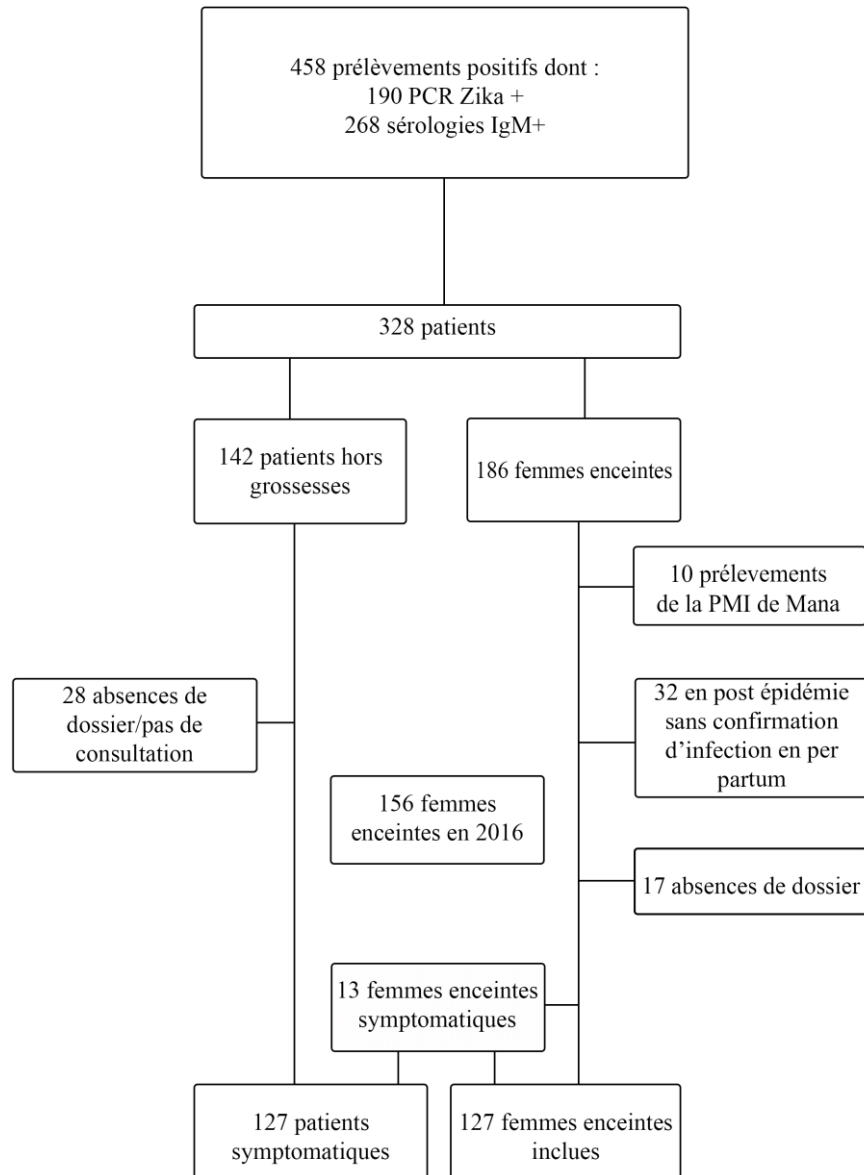 458 prélèvements positifs dont :
190 PCR Zika +
268 sérologies IgM+
328 patients
142 patients hors
grossesses
186 femmes enceintes
10 prélevements
de la PMI de Mana
28 absences de
dossier/pas de
consultation
32 en post épidémie
sans confirmation
d’infection en per
partum
156 femmes
enceintes en 2016
17 absences de dossier
13 femmes enceintes
symptomatiques
127 patients
symptomatiques
127 femmes enceintes
inclues